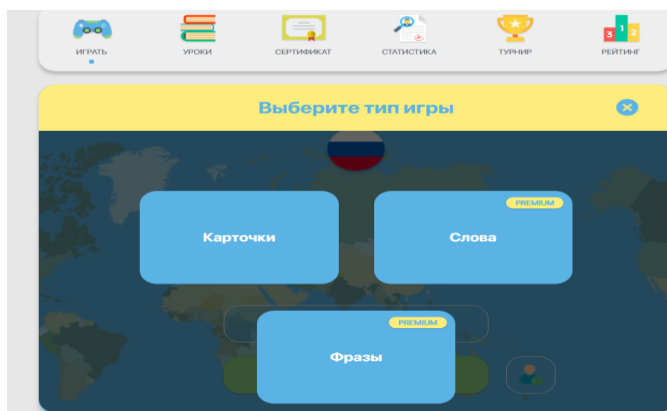 ИГРАТЬ
УРОКИ
СЕРТИФИКАТ
СТАТИСТИКА
ТУРНИР
РЕЙТИНГ
3 1 2
Выберите тип игры
Карточки
PREMIUM
Слова
PREMIUM
Фразы